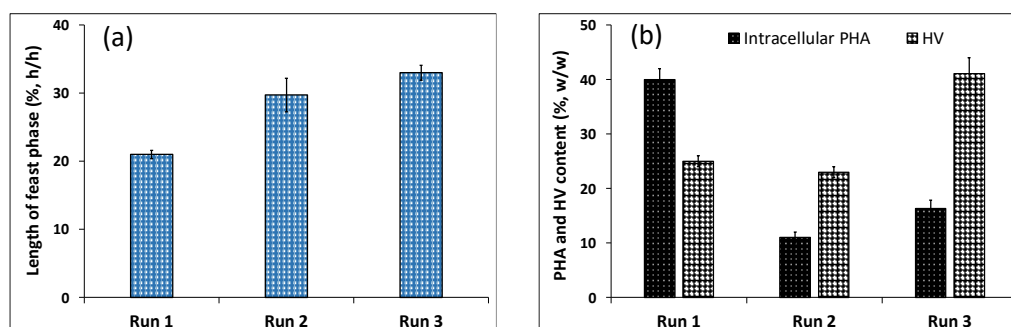 (a)
Length of feast phase (%, h/h)
40
30
20
10
0
Run 1 Run 2 Run 3
(b)
Intracellular PHA HV
PHA and HV content (%, w/w)
50
40
30
20
10
0
Run 1 Run 2 Run 3